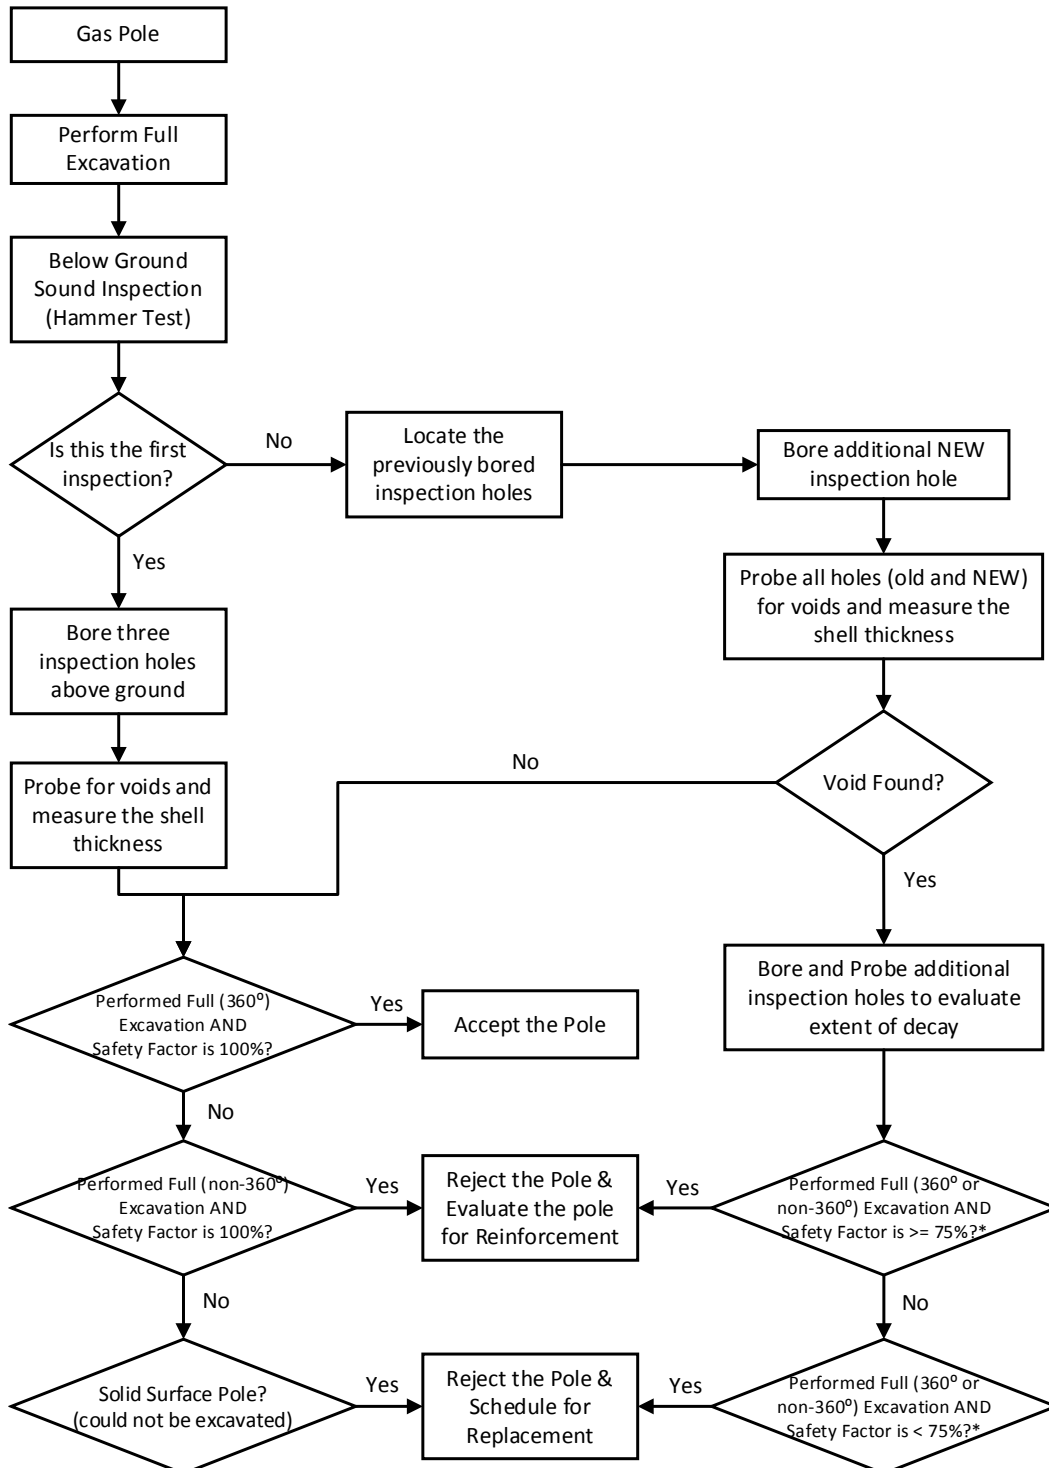 Gas Pole
Perform Full
Excavation
Below Ground
Sound Inspection
(Hammer Test)
Is this the first
inspection?
No
Locate the
previously bored
inspection holes
Bore additional NEW
inspection hole
Yes
Probe all holes (old and NEW)
for voids and measure the
shell thickness
Bore three
inspection holes
above ground
Probe for voids and
measure the shell
thickness
No
Void Found?
Yes
Performed Full (360⁰)
Excavation AND
Safety Factor is 100%?
Yes
Accept the Pole
Bore and Probe additional
inspection holes to evaluate
extent of decay
No
Performed Full (non-360⁰)
Excavation AND
Safety Factor is 100%?
Yes
Reject the Pole &
Evaluate the pole
for Reinforcement
Yes
Performed Full (360⁰ or
non-360⁰) Excavation AND
Safety Factor is >= 75%?*
No
No
Solid Surface Pole?
(could not be excavated)
Yes
Reject the Pole &
Schedule for
Replacement
Yes
Performed Full (360⁰ or
non-360⁰) Excavation AND
Safety Factor is < 75%?*